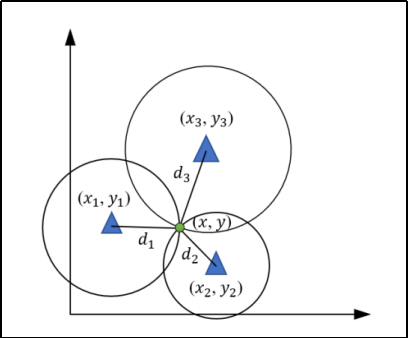 (x₃, y₃)
d₃
(x₁, y₁)
(x, y)
d₁
d₂
(x₂, y₂)